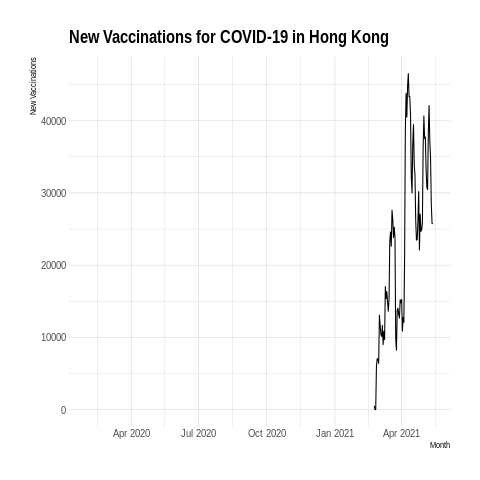 New Vaccinations for COVID-19 in Hong Kong
New Vaccinations
40000
30000
20000
10000
0
Apr 2020 Jul 2020 Oct 2020 Jan 2021 Apr 2021
Month